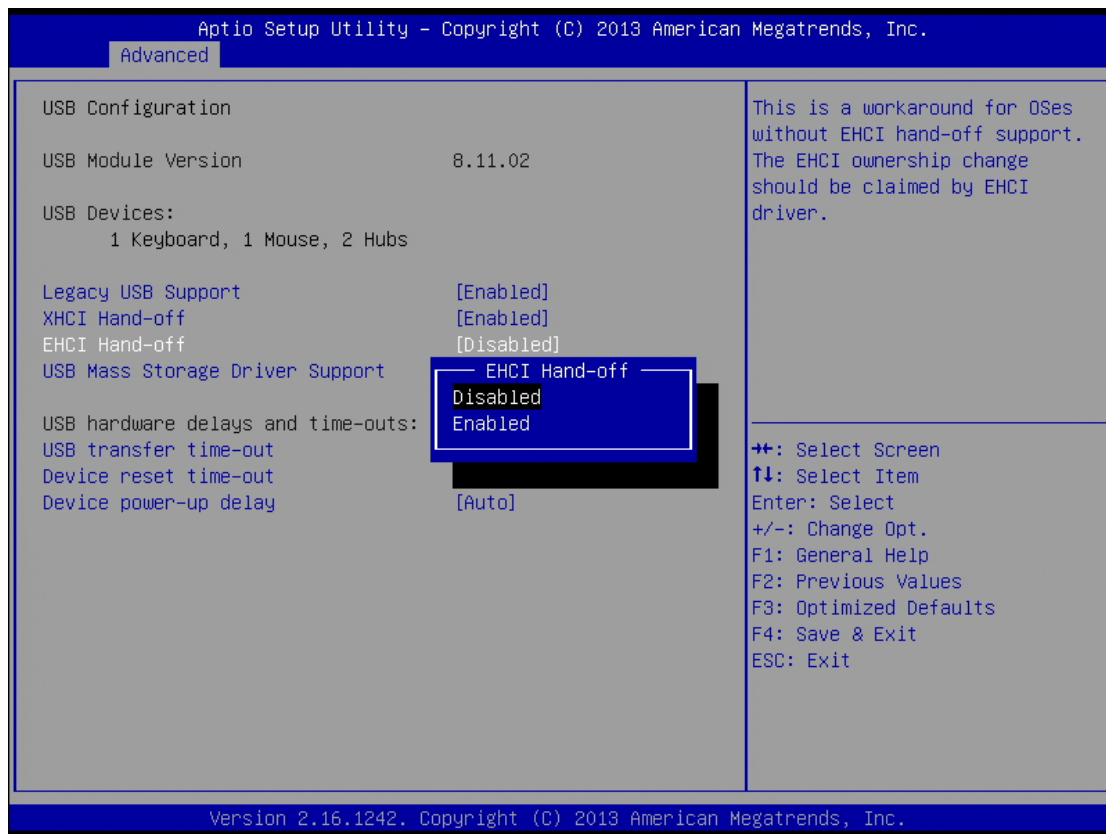 Aptio Setup Utility – Copyright (C) 2013 American Megatrends, Inc.
Advanced
USB Configuration
USB Module Version 8.11.02
USB Devices:
1 Keyboard, 1 Mouse, 2 Hubs
Legacy USB Support [Enabled]
XHCI Hand-off [Enabled]
EHCI Hand-off [Disabled]
USB Mass Storage Driver Support
USB hardware delays and time-outs:
USB transfer time-out
Device reset time-out
Device power-up delay [Auto]
EHCI Hand-off
Disabled
Enabled
This is a workaround for OSes
without EHCI hand-off support.
The EHCI ownership change
should be claimed by EHCI
driver.
→←: Select Screen
↑↓: Select Item
Enter: Select
+/-: Change Opt.
F1: General Help
F2: Previous Values
F3: Optimized Defaults
F4: Save & Exit
ESC: Exit
Version 2.16.1242. Copyright (C) 2013 American Megatrends, Inc.